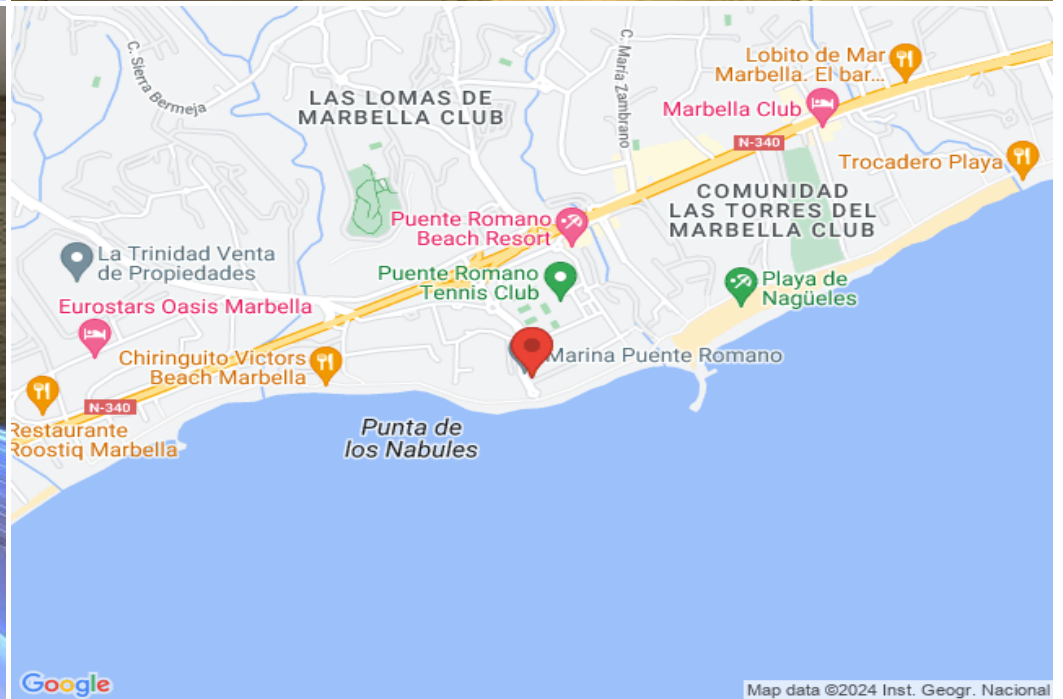 C. Sierra Bermeja
C. María Zambrano
Lobito de Mar
Marbella. El bar...
LAS LOMAS DE
MARBELLA CLUB
Marbella Club
N-340
Trocadero Playa
COMUNIDAD
LAS TORRES DEL
MARBELLA CLUB
Puente Romano
Beach Resort
La Trinidad Venta
de Propiedades
Puente Romano
Tennis Club
Playa de
Nagüeles
Eurostars Oasis Marbella
Chiringuito Victors
Beach Marbella
Marina Puente Romano
N-340
Restaurante
Roostiq Marbella
Punta de
los Nabules
Google
Map data ©2024 Inst. Geogr. Nacional